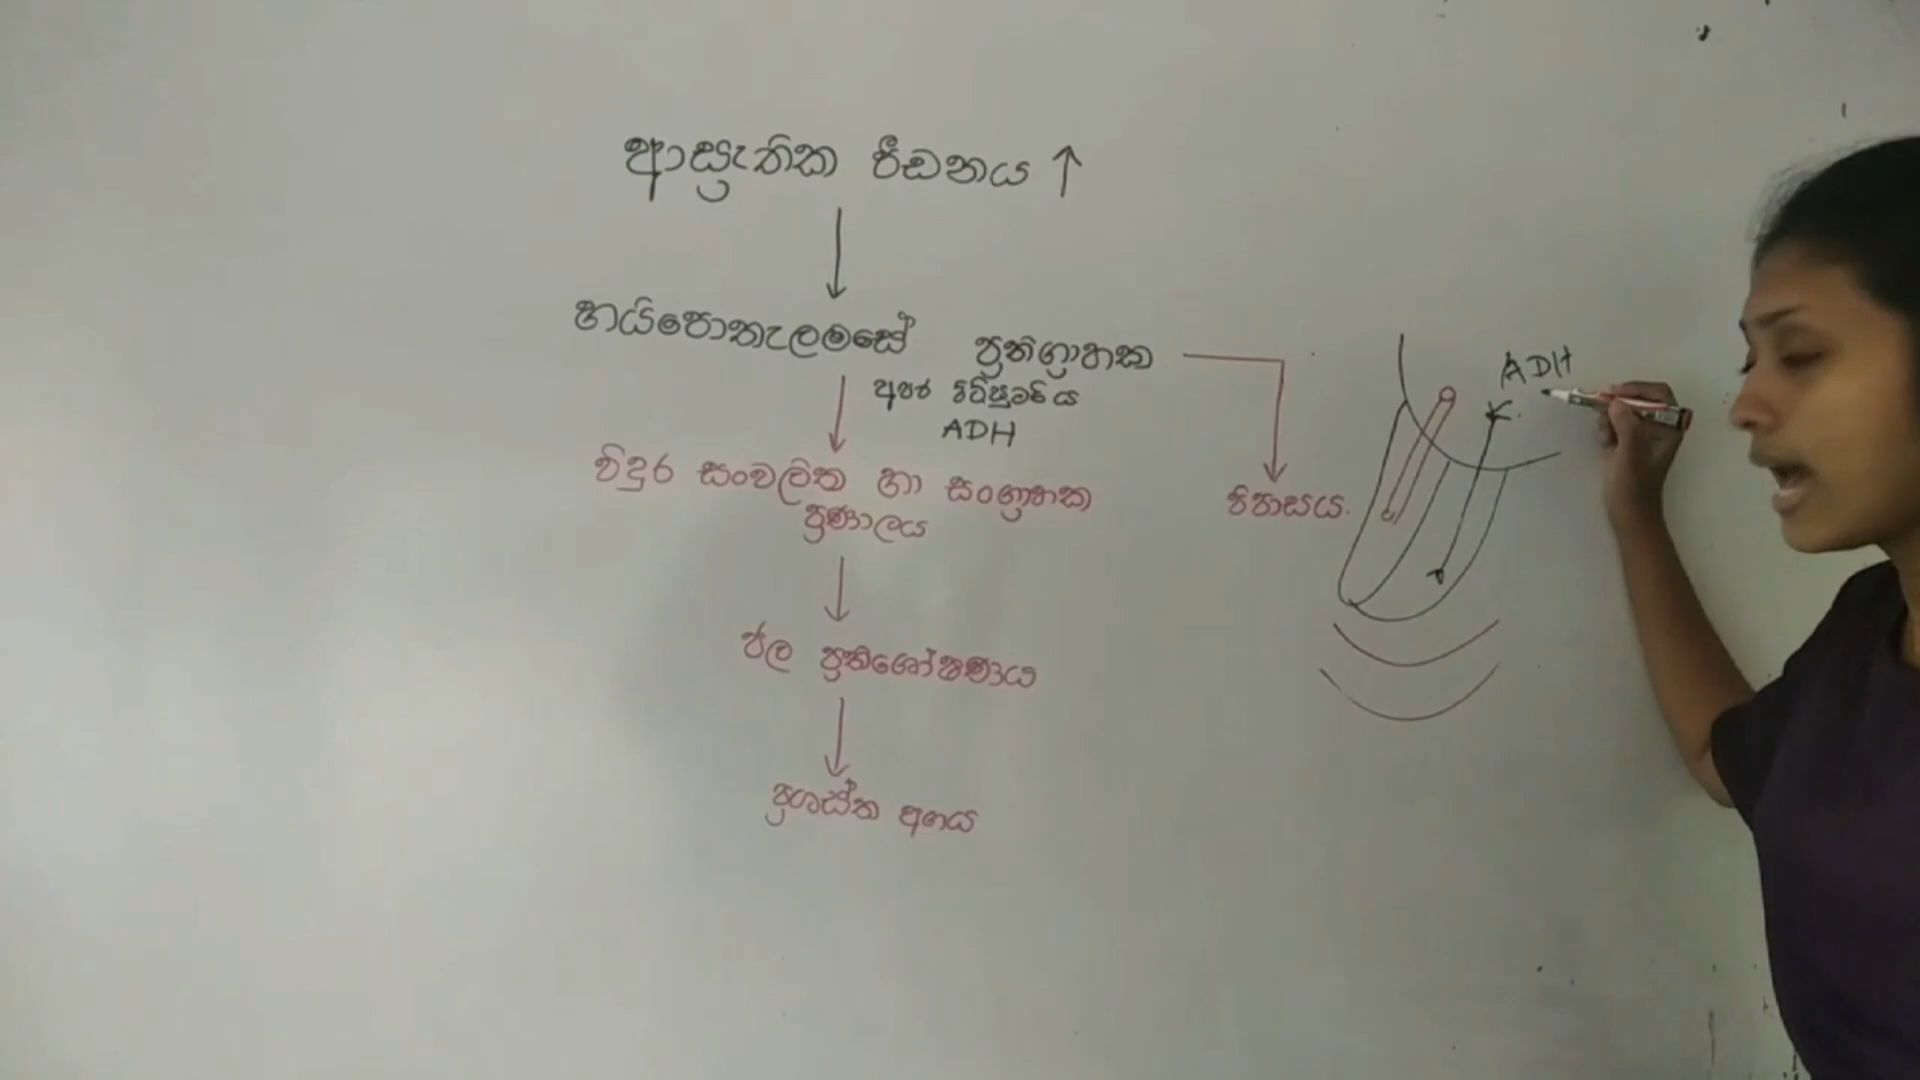 ආස්‍රැතික පීඩනය ↑
හයිපොතැලමසේ ප්‍රතිග්‍රාහක
අපර පිටියුටරිය
ADH
විදුර සංවලිත හා සංග්‍රාහක
ප්‍රණාලය
පිපාසය.
ජල ප්‍රතිශෝෂණය
ප්‍රශස්ත අගය
ADH